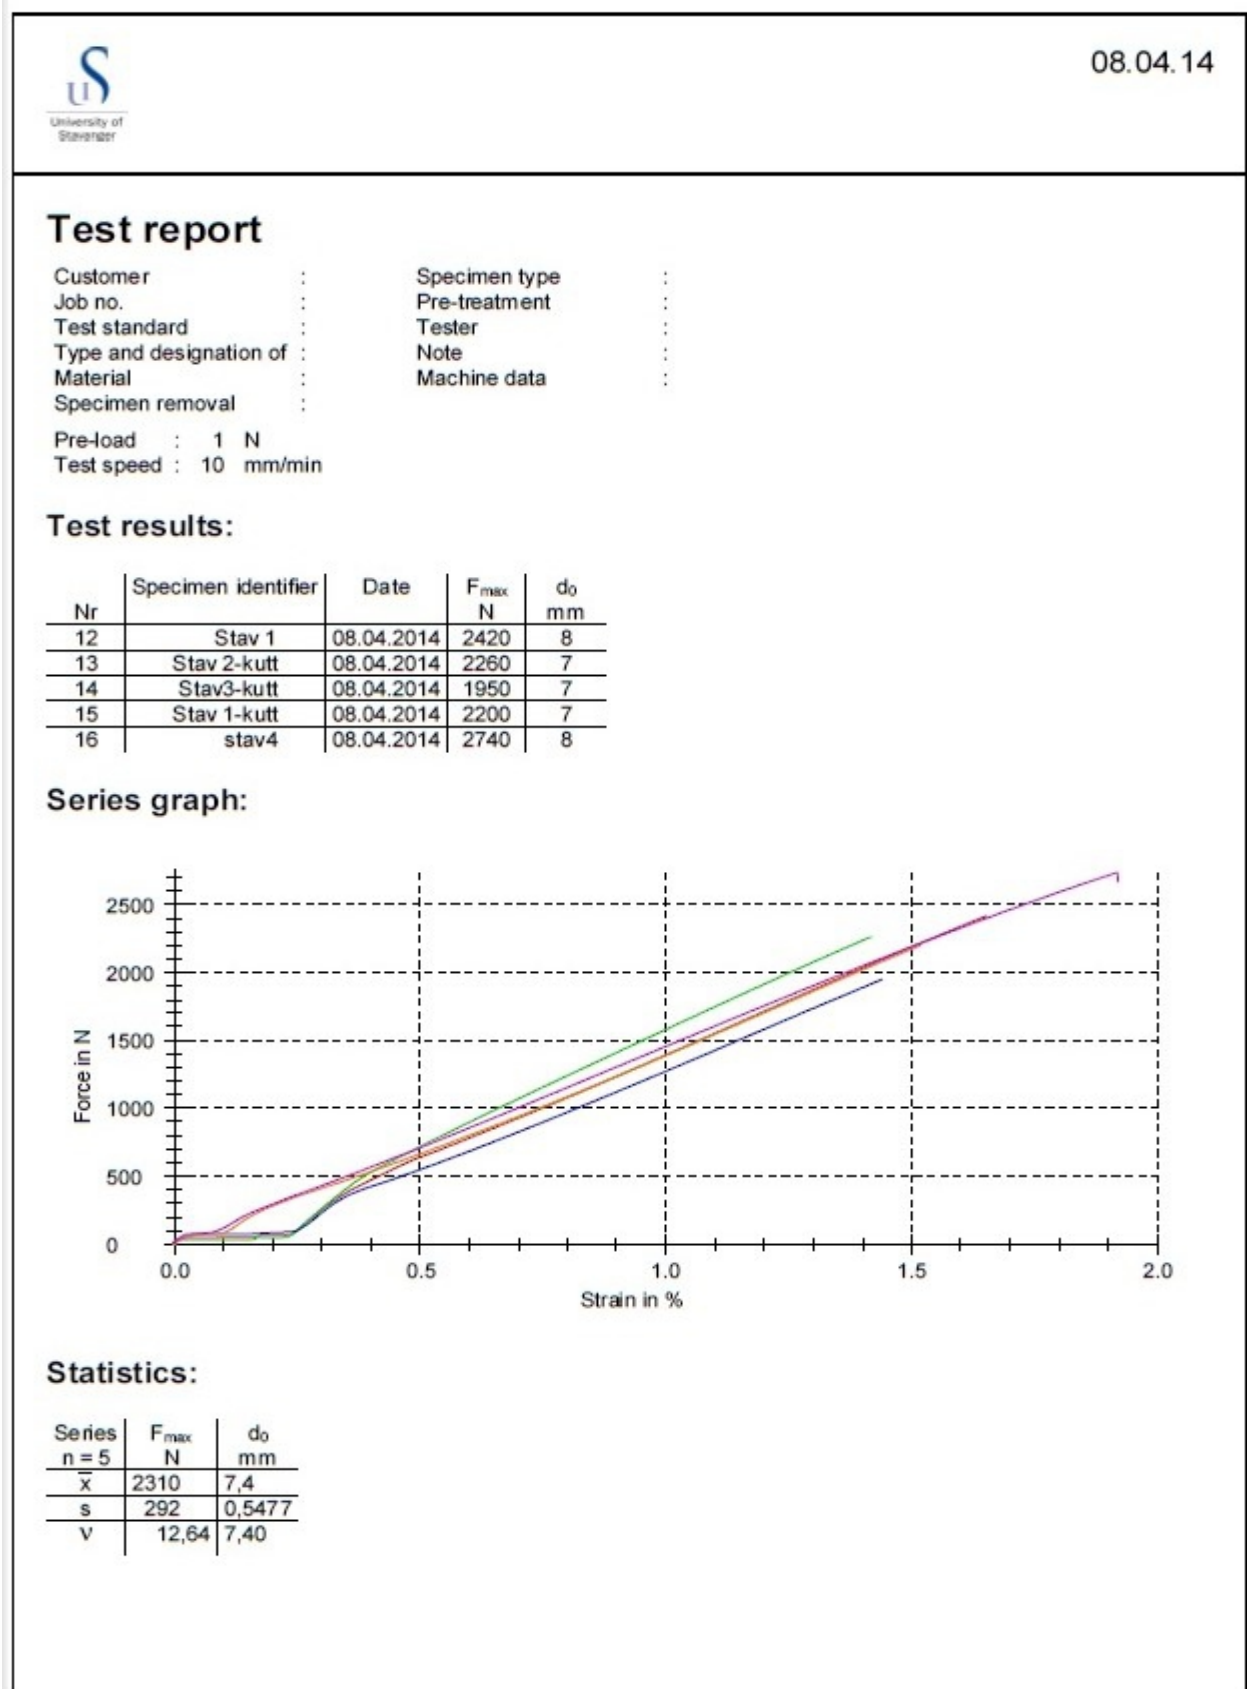 08.04.14
uS
University of
Stavanger
Test report
Customer : Specimen type :
Job no. : Pre-treatment :
Test standard : Tester :
Type and designation of : Note :
Material : Machine data :
Specimen removal :
Pre-load : 1 N
Test speed : 10 mm/min
Test results:
Specimen identifier Date Fmax d0
Nr N mm
12 Stav 1 08.04.2014 2420 8
13 Stav 2-kutt 08.04.2014 2260 7
14 Stav3-kutt 08.04.2014 1950 7
15 Stav 1-kutt 08.04.2014 2200 7
16 stav4 08.04.2014 2740 8
Series graph:
2500
2000
1500
1000
500
0
Force in N
0.0 0.5 1.0 1.5 2.0
Strain in %
Statistics:
Series Fmax d0
n = 5 N mm
x̅ 2310 7,4
s 292 0,5477
ν 12,64 7,40